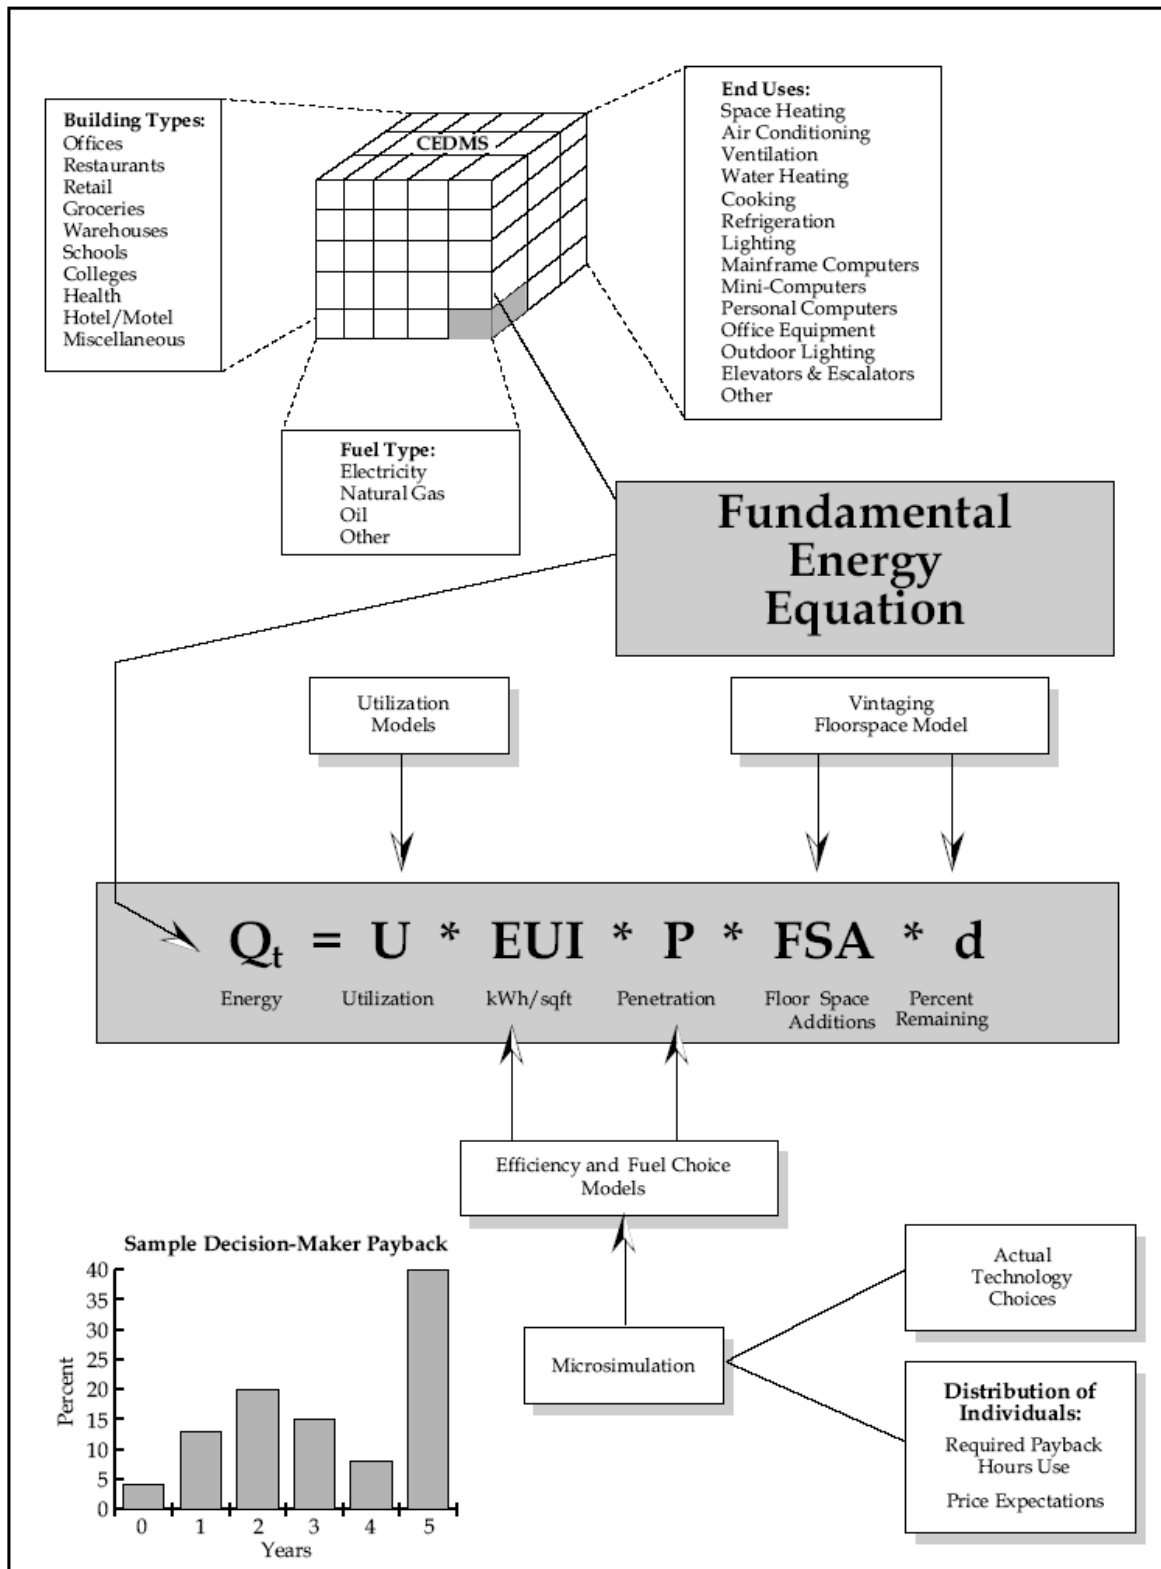 Building Types:
Offices
Restaurants
Retail
Groceries
Warehouses
Schools
Colleges
Health
Hotel/Motel
Miscellaneous
CEDMS
End Uses:
Space Heating
Air Conditioning
Ventilation
Water Heating
Cooking
Refrigeration
Lighting
Mainframe Computers
Mini-Computers
Personal Computers
Office Equipment
Outdoor Lighting
Elevators & Escalators
Other
Fuel Type:
Electricity
Natural Gas
Oil
Other
Fundamental
Energy
Equation
Utilization
Models
Vintaging
Floorspace Model
Qt = U * EUI * P * FSA * d
Energy Utilization kWh/sqft Penetration Floor Space Percent
Additions Remaining
Efficiency and Fuel Choice
Models
Microsimulation
Actual
Technology
Choices
Distribution of
Individuals:
Required Payback
Hours Use
Price Expectations
Sample Decision-Maker Payback
40
35
30
25
20
15
10
5
0
Percent
0 1 2 3 4 5
Years